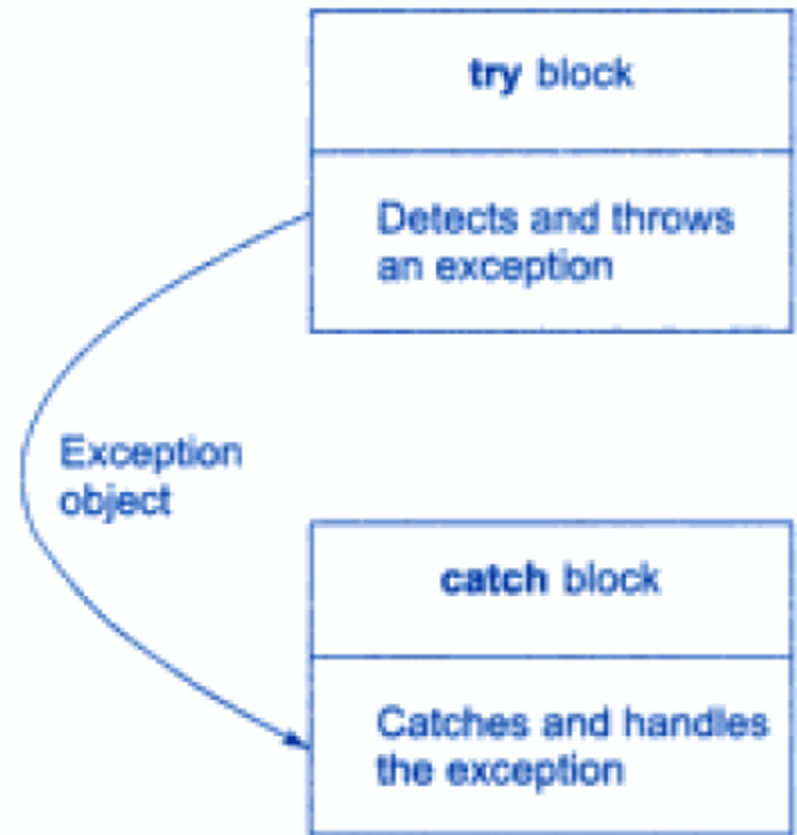 try block
Detects and throws
an exception
Exception
object
catch block
Catches and handles
the exception